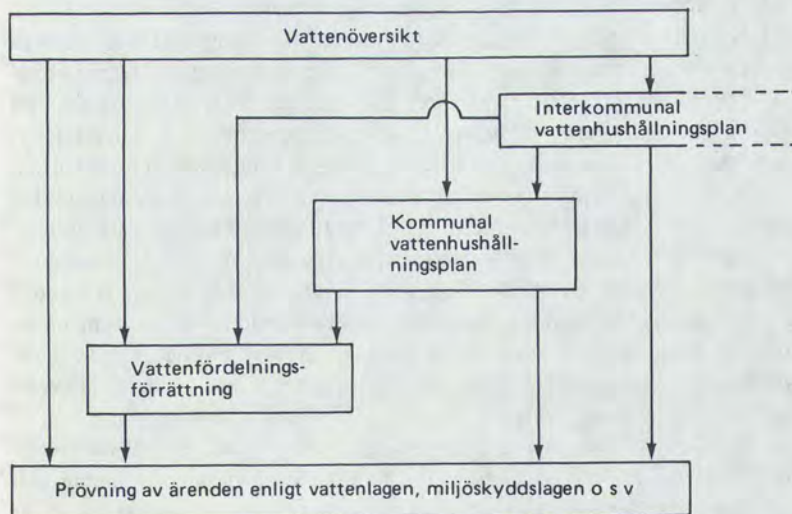 Vattenöversikt
Interkommunal
vattenhushållningsplan
Kommunal
vattenhushåll-
ningsplan
Vattenfördelnings-
förrättning
Prövning av ärenden enligt vattenlagen, miljöskyddslagen o s v